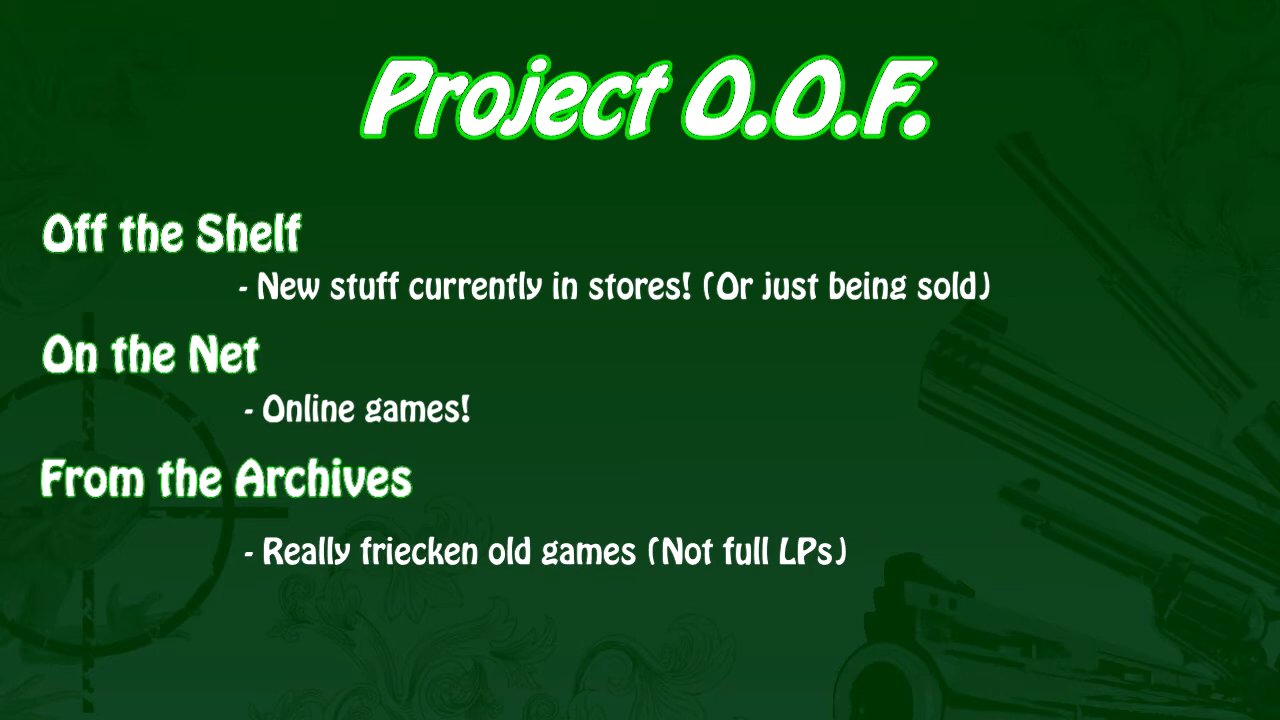 Project O.O.F.
Off the Shelf
- New stuff currently in stores! (Or just being sold)
On the Net
- Online games!
From the Archives
- Really friecken old games (Not full LPs)